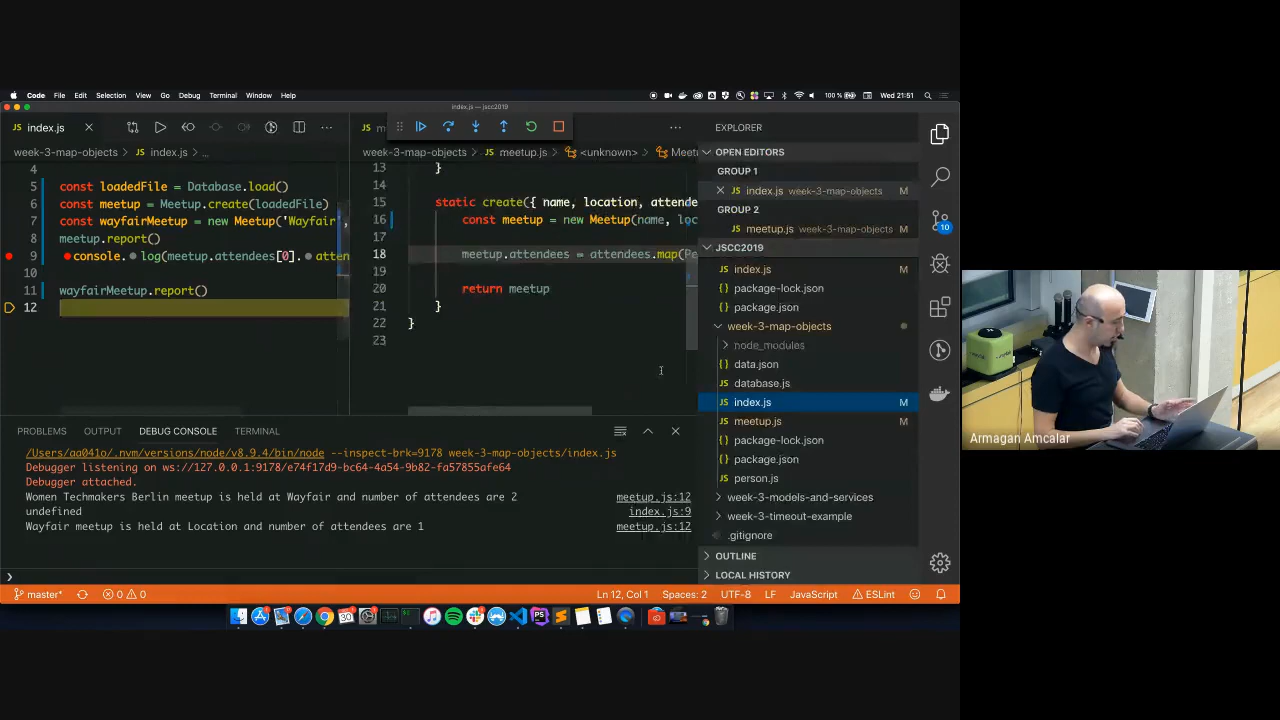 Code File Edit Selection View Go Debug Terminal Window Help 100 % Wed 21:51
index.js — jscc2019
index.js
week-3-map-objects > index.js > ...
4
5 const loadedFile = Database.load()
6 const meetup = Meetup.create(loadedFile)
7 const wayfairMeetup = new Meetup('Wayfair',
8 meetup.report()
9 console. log(meetup.attendees[0]. atten
10
11 wayfairMeetup.report()
12
week-3-map-objects > meetup.js > <unknown> > Meetu
13 }
14
15 static create({ name, location, attende
16 const meetup = new Meetup(name, loc
17
18 meetup.attendees = attendees.map(Pe
19
20 return meetup
21 }
22 }
23
EXPLORER
OPEN EDITORS
GROUP 1
index.js week-3-map-objects M
GROUP 2
meetup.js week-3-map-objects M
JSCC2019
index.js M
package-lock.json
package.json
week-3-map-objects
node_modules
data.json
database.js
index.js M
meetup.js M
package-lock.json
package.json
person.js
week-3-models-and-services
week-3-timeout-example
.gitignore
OUTLINE
LOCAL HISTORY
10
PROBLEMS OUTPUT DEBUG CONSOLE TERMINAL
/Users/aa041o/.nvm/versions/node/v8.9.4/bin/node --inspect-brk=9178 week-3-map-objects/index.js
Debugger listening on ws://127.0.0.1:9178/e74f17d9-bc64-4a54-9b82-fa57855afe64
Debugger attached.
Women Techmakers Berlin meetup is held at Wayfair and number of attendees are 2 meetup.js:12
undefined index.js:9
Wayfair meetup is held at Location and number of attendees are 1 meetup.js:12
master* 0 0 Ln 12, Col 1 Spaces: 2 UTF-8 LF JavaScript ESLint
Armagan Amcalar